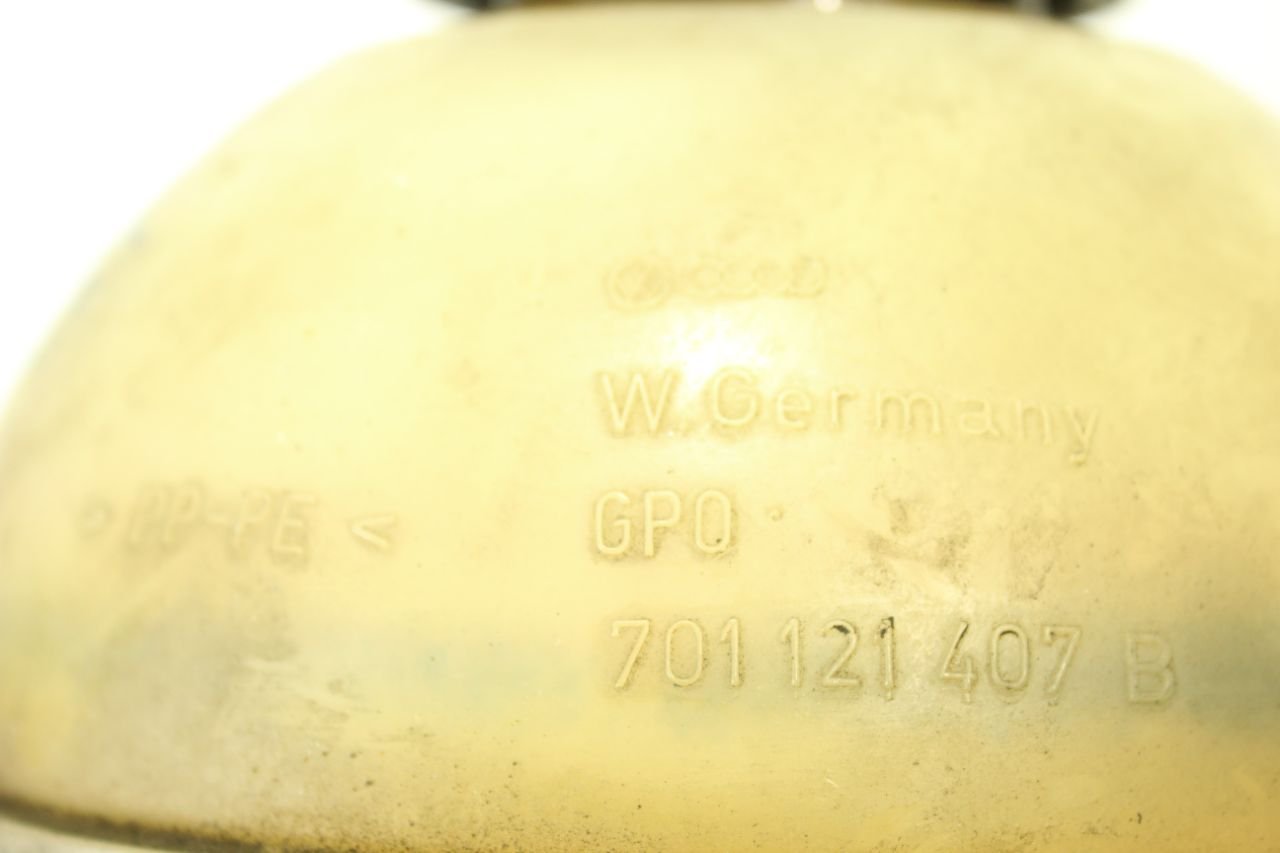 W. Germany
GPO
> PP-PE <
701 121 407 B